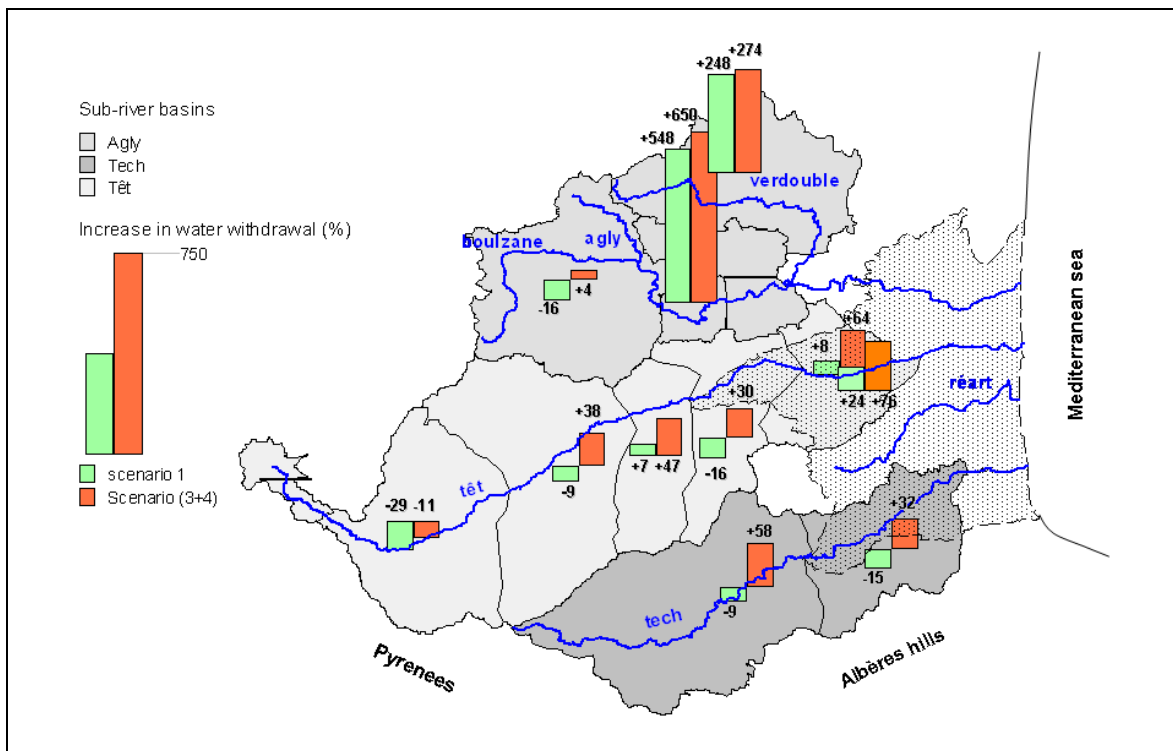 Sub-river basins
Agly
Tech
Têt
Increase in water withdrawal (%)
750
scenario 1
Scenario (3+4)
+248
+274
+650
+548
verdouble
boulzane
agly
-16
+4
+64
+8
+24
+76
réart
Mediterranean sea
+38
-9
+7
+47
+30
-16
têt
-29
-11
+58
-9
tech
+32
-15
Pyrenees
Albères hills